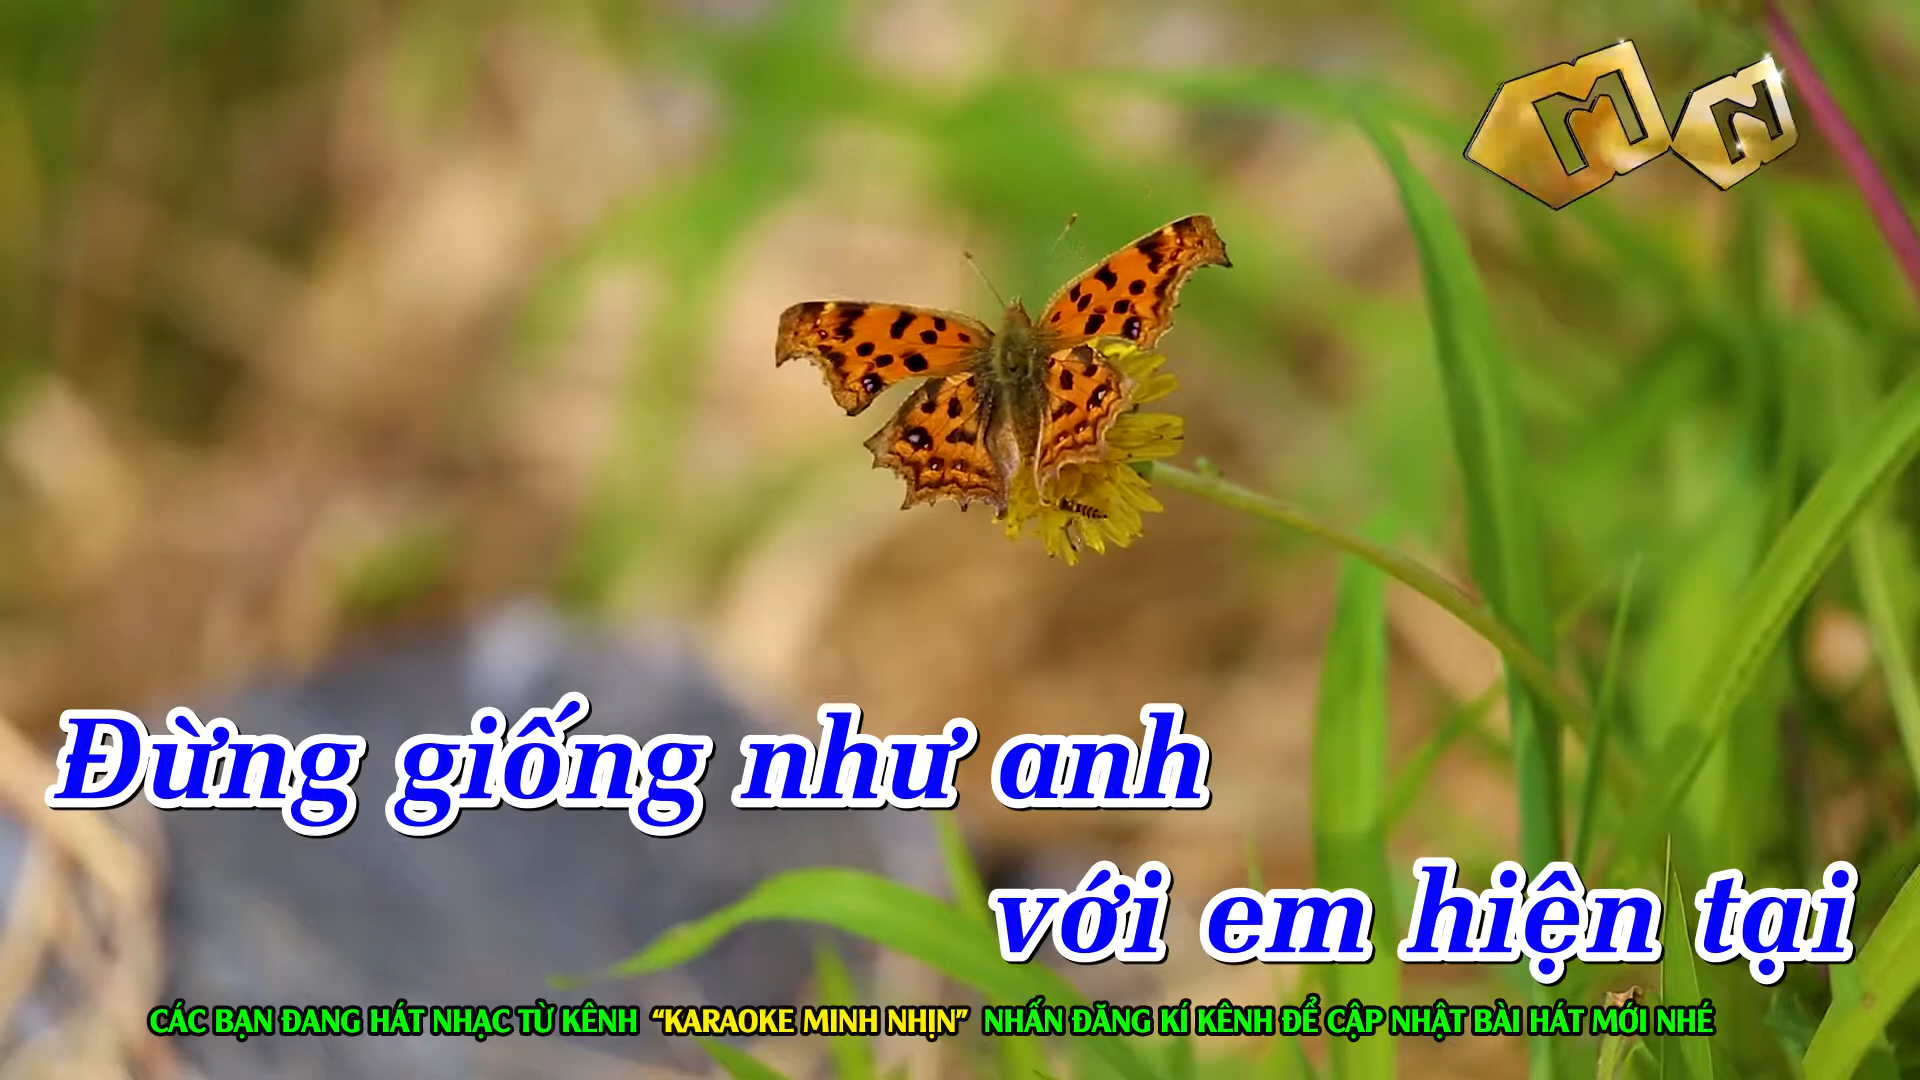 MN
Đừng giống như anh
với em hiện tại
CÁC BẠN ĐANG HÁT NHẠC TỪ KÊNH “KARAOKE MINH NHỊN” NHẤN ĐĂNG KÍ KÊNH ĐỂ CẬP NHẬT BÀI HÁT MỚI NHÉ